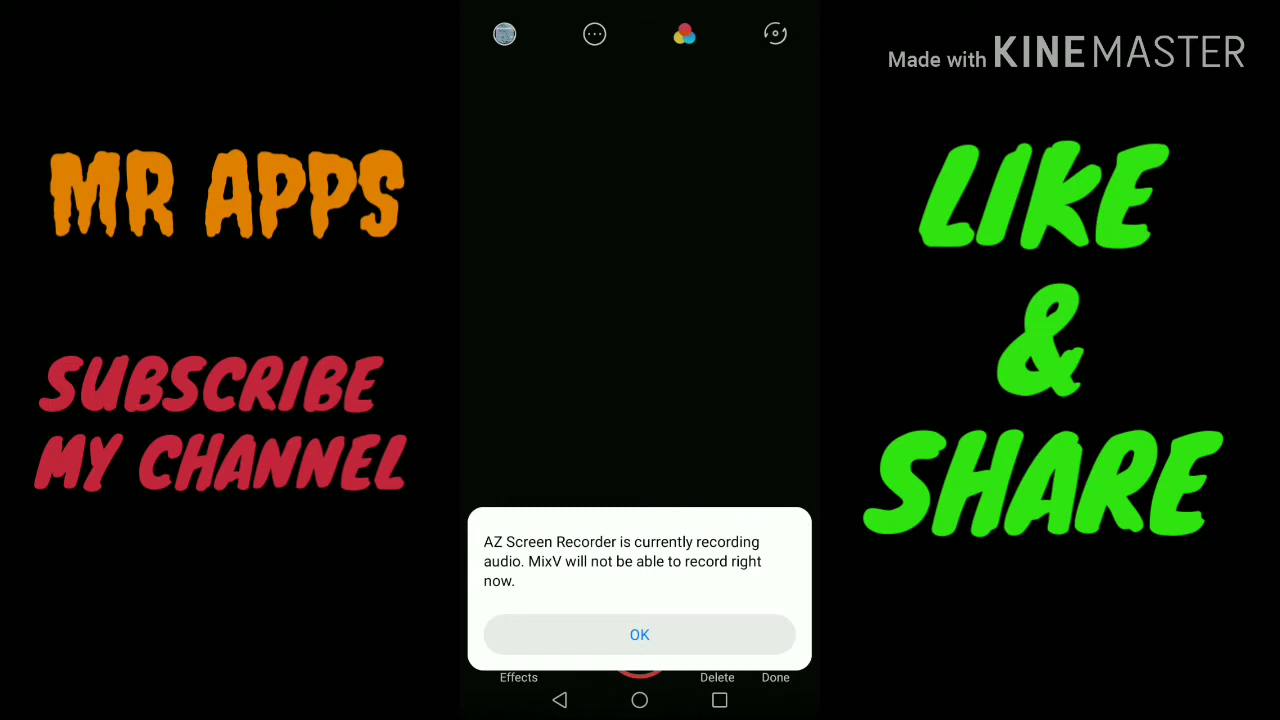 Made with KINEMASTER
MR APPS
SUBSCRIBE
MY CHANNEL
LIKE
&
SHARE
AZ Screen Recorder is currently recording
audio. MixV will not be able to record right
now.
OK
Effects
Delete
Done